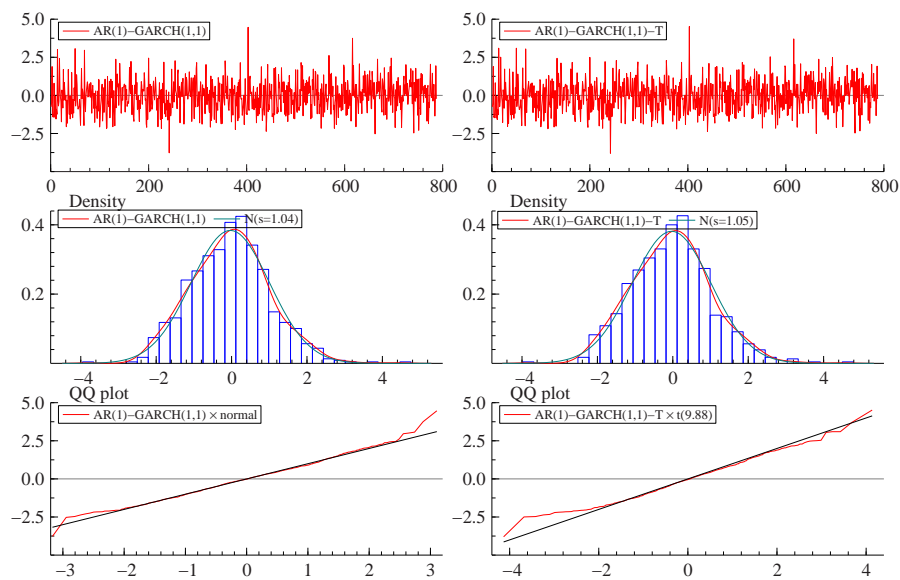 5.0
AR(1)−GARCH(1,1)
2.5
0.0
−2.5
0 200 400 600 800
5.0
AR(1)−GARCH(1,1)−T
2.5
0.0
−2.5
0 200 400 600 800
Density
AR(1)−GARCH(1,1) N(s=1.04)
0.4
0.2
−4 −2 0 2 4
Density
AR(1)−GARCH(1,1)−T N(s=1.05)
0.4
0.2
−4 −2 0 2 4
QQ plot
5.0
AR(1)−GARCH(1,1) × normal
2.5
0.0
−2.5
−3 −2 −1 0 1 2 3
QQ plot
5.0
AR(1)−GARCH(1,1)−T × t(9.88)
2.5
0.0
−2.5
−4 −2 0 2 4